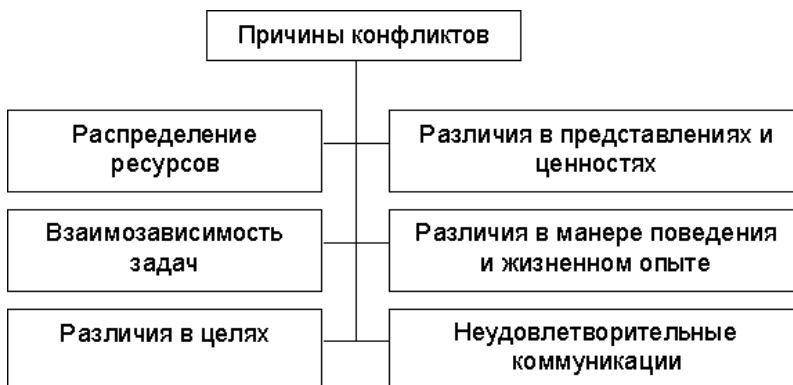 Причины конфликтов
Распределение
ресурсов
Различия в представлениях и
ценностях
Взаимозависимость
задач
Различия в манере поведения
и жизненном опыте
Различия в целях
Неудовлетворительные
коммуникации